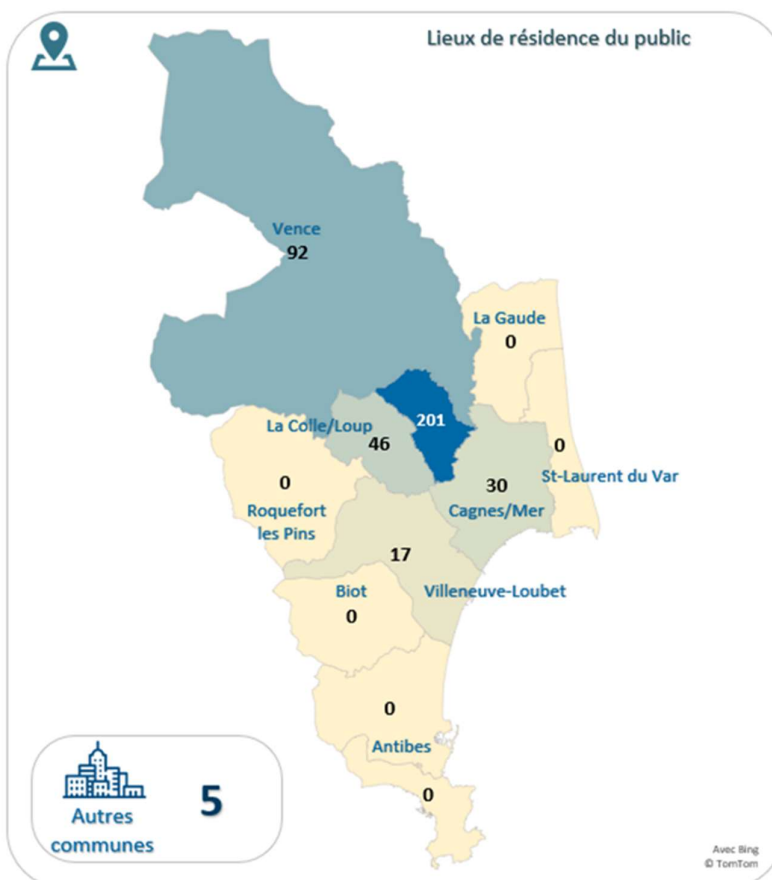 Lieux de résidence du public
Vence
92
La Gaude
0
201
La Colle/Loup
46
0
St-Laurent du Var
0
Roquefort
les Pins
30
Cagnes/Mer
17
Biot
0
Villeneuve-Loubet
0
Antibes
0
Autres
communes
5
Avec Bing
© TomTom